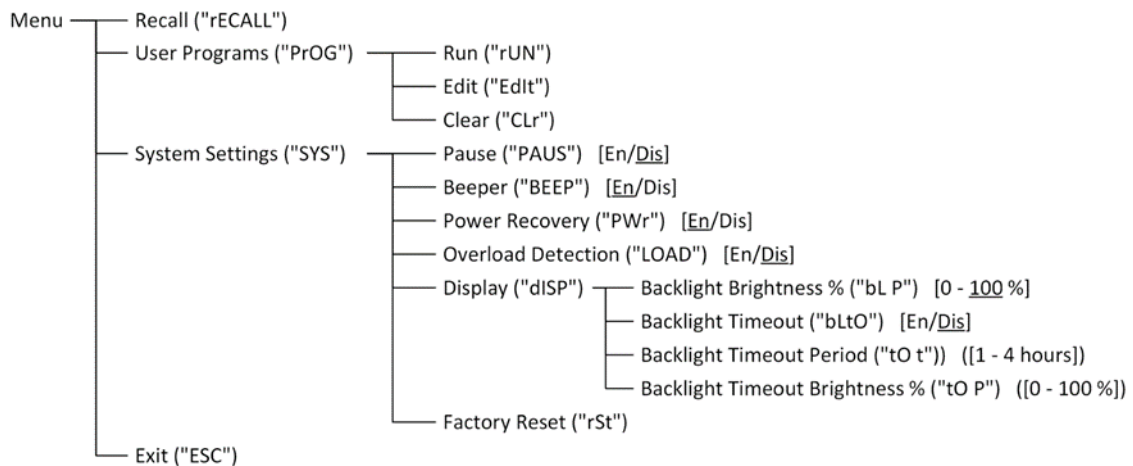 Menu Recall ("rECALL")
User Programs ("PrOG") Run ("rUN")
Edit ("EdIt")
Clear ("CLr")
System Settings ("SYS") Pause ("PAUS") [En/Dis]
Beeper ("BEEP") [En/Dis]
Power Recovery ("PWr") [En/Dis]
Overload Detection ("LOAD") [En/Dis]
Display ("dISP") Backlight Brightness % ("bL P") [0 - 100 %]
Backlight Timeout ("bLtO") [En/Dis]
Backlight Timeout Period ("tO t")) ([1 - 4 hours])
Backlight Timeout Brightness % ("tO P") ([0 - 100 %])
Factory Reset ("rSt")
Exit ("ESC")